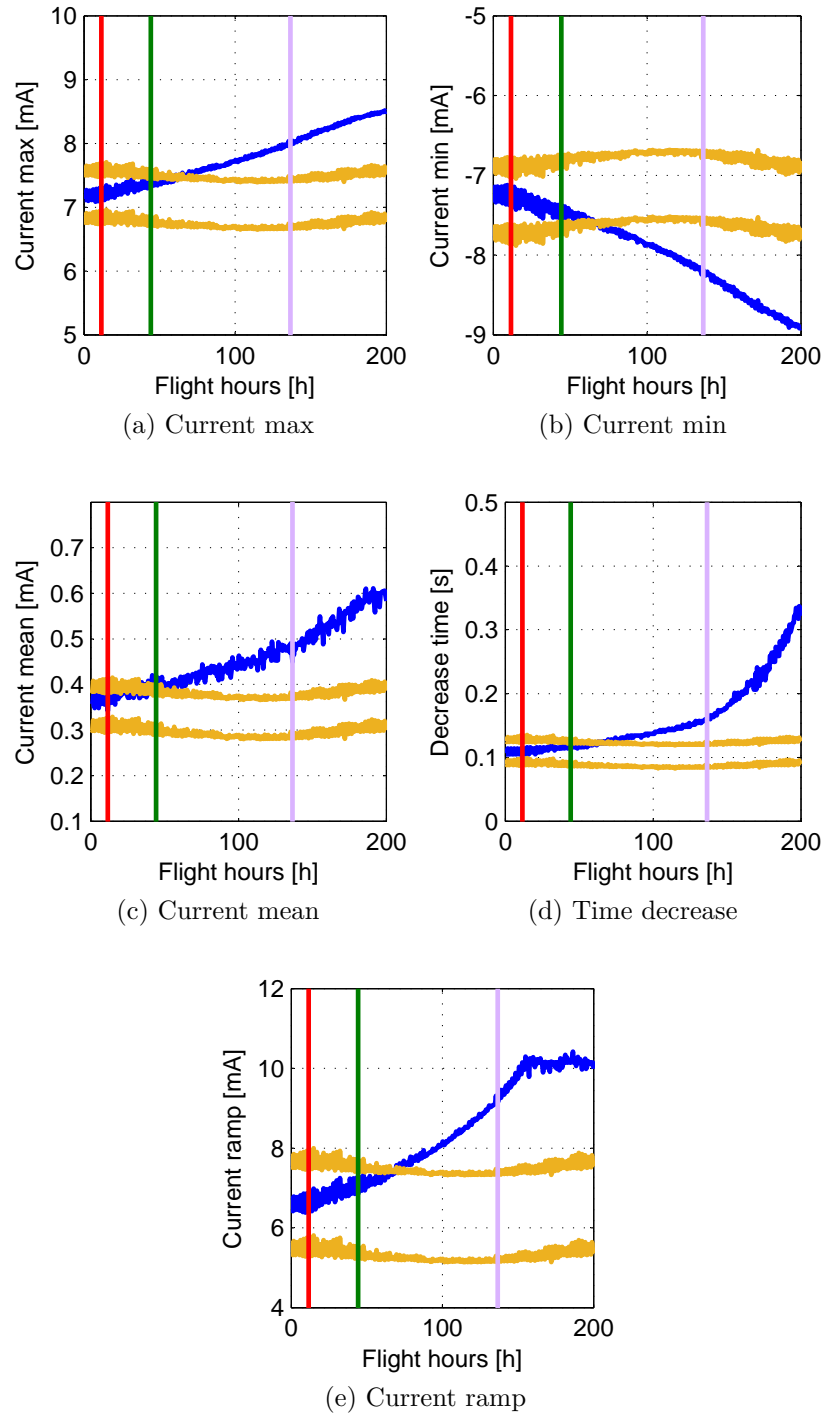 10
9
8
7
6
5
Current max [mA]
0
100
200
Flight hours [h]
(a) Current max
-5
-6
-7
-8
-9
Current min [mA]
0
100
200
Flight hours [h]
(b) Current min
0.7
0.6
0.5
0.4
0.3
0.2
0.1
Current mean [mA]
0
100
200
Flight hours [h]
(c) Current mean
0.5
0.4
0.3
0.2
0.1
0
Decrease time [s]
0
100
200
Flight hours [h]
(d) Time decrease
12
10
8
6
4
Current ramp [mA]
0
100
200
Flight hours [h]
(e) Current ramp